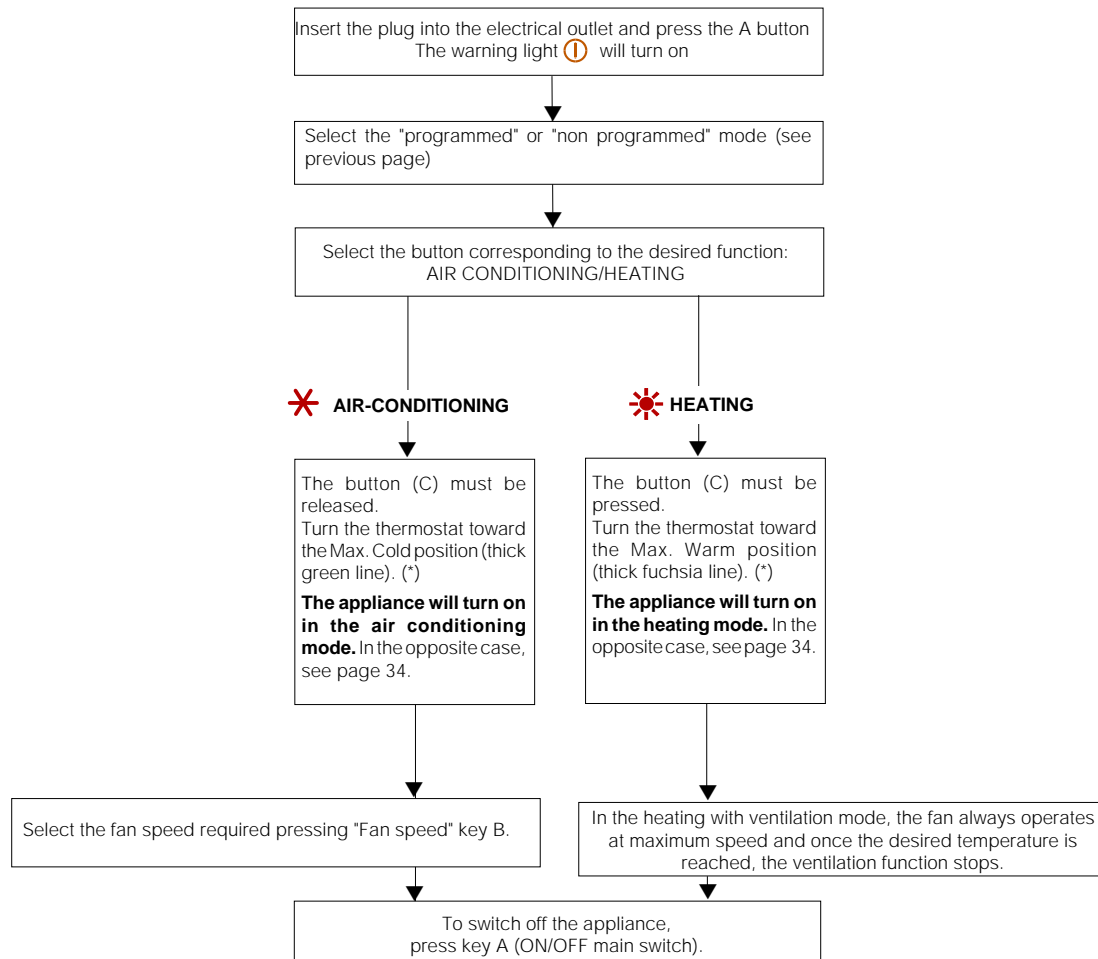 Insert the plug into the electrical outlet and press the A button
The warning light will turn on
Select the "programmed" or "non programmed" mode (see
previous page)
Select the button corresponding to the desired function:
AIR CONDITIONING/HEATING
AIR-CONDITIONING
The button (C) must be
released.
Turn the thermostat toward
the Max. Cold position (thick
green line). (*)
The appliance will turn on
in the air conditioning
mode. In the opposite case,
see page 34.
HEATING
The button (C) must be
pressed.
Turn the thermostat toward
the Max. Warm position
(thick fuchsia line). (*)
The appliance will turn on
in the heating mode. In the
opposite case, see page 34.
Select the fan speed required pressing "Fan speed" key B.
In the heating with ventilation mode, the fan always operates
at maximum speed and once the desired temperature is
reached, the ventilation function stops.
To switch off the appliance,
press key A (ON/OFF main switch).